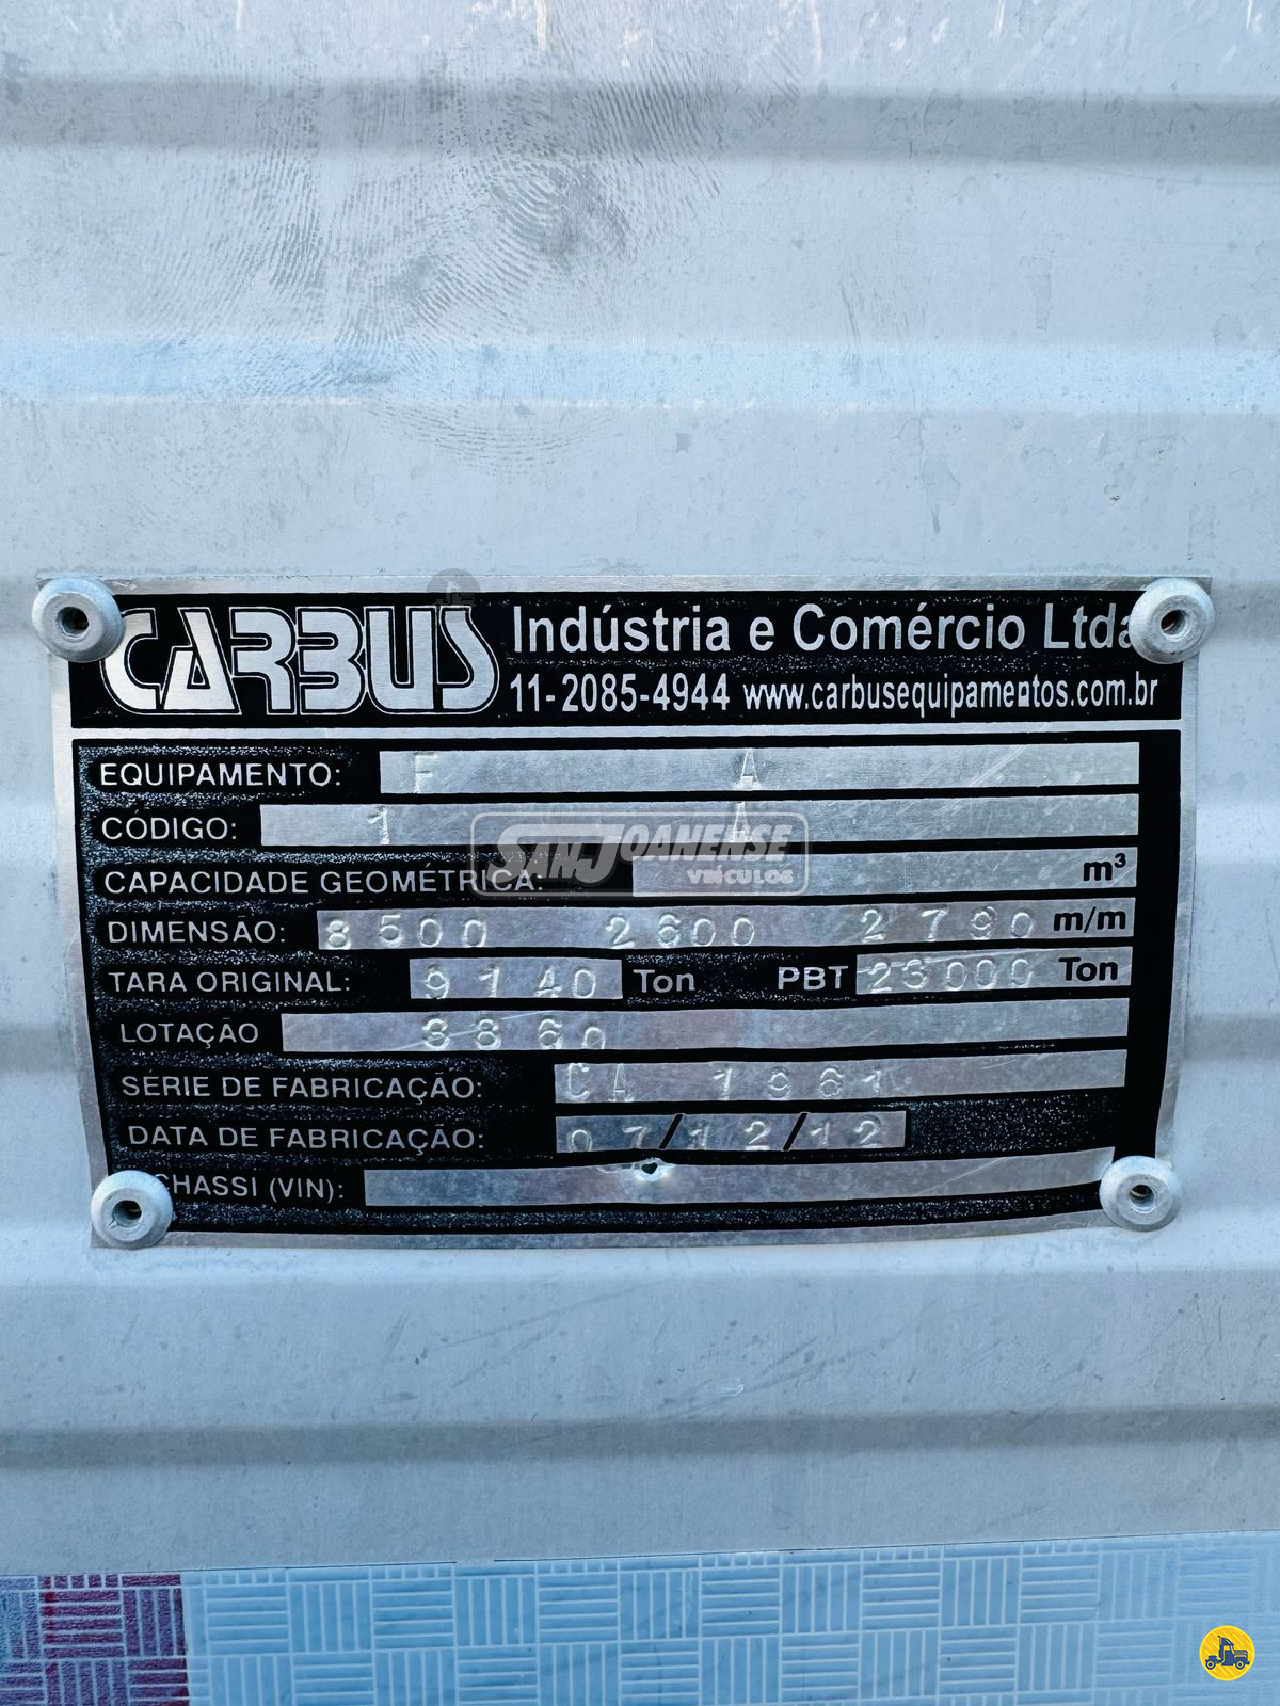 CARBUS Indústria e Comércio Ltda
11-2085-4944 www.carbusequipamentos.com.br
EQUIPAMENTO: F A
CÓDIGO: 1 A
SANJOANENSE
VEÍCULOS
CAPACIDADE GEOMÉTRICA: m³
DIMENSÃO: 8500 2600 2790 m/m
TARA ORIGINAL: 9140 Ton PBT 23000 Ton
LOTAÇÃO 3860
SÉRIE DE FABRICAÇÃO: CA 1961
DATA DE FABRICAÇÃO: 07/12/12
CHASSI (VIN):